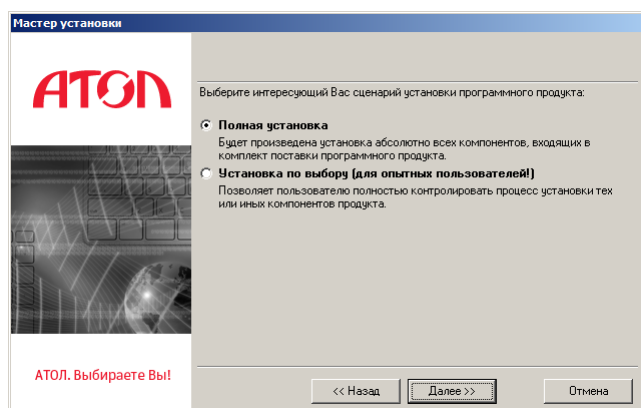 Мастер установки
АТОЛ
Выберите интересующий Вас сценарий установки программного продукта:
Полная установка
Будет произведена установка абсолютно всех компонентов, входящих в
комплект поставки программного продукта.
Установка по выбору (для опытных пользователей!)
Позволяет пользователю полностью контролировать процесс установки тех
или иных компонентов продукта.
АТОЛ. Выбираете Вы!
<< Назад
Далее >>
Отмена